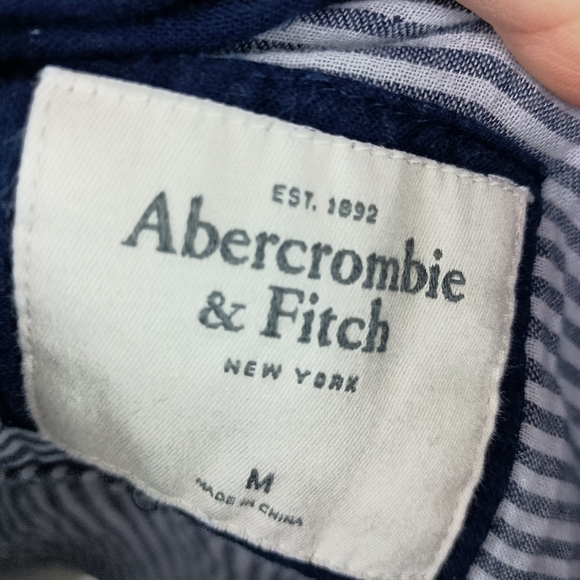 EST. 1892
Abercrombie
& Fitch
NEW YORK
M
MADE IN CHINA